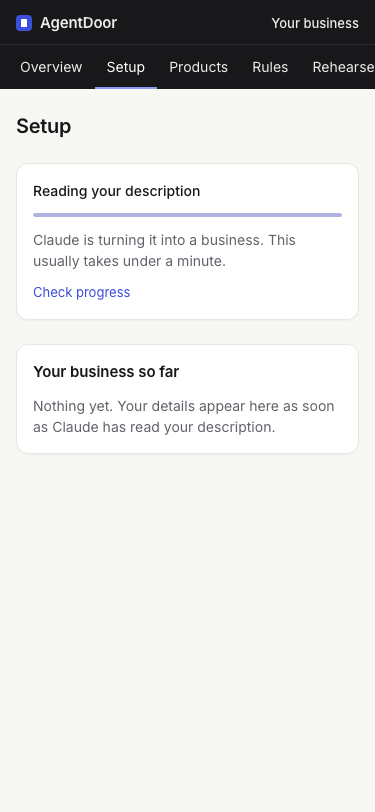 AgentDoor
Your business
Overview Setup Products Rules Rehearse
Setup
Reading your description
Claude is turning it into a business. This
usually takes under a minute.
Check progress
Your business so far
Nothing yet. Your details appear here as soon
as Claude has read your description.